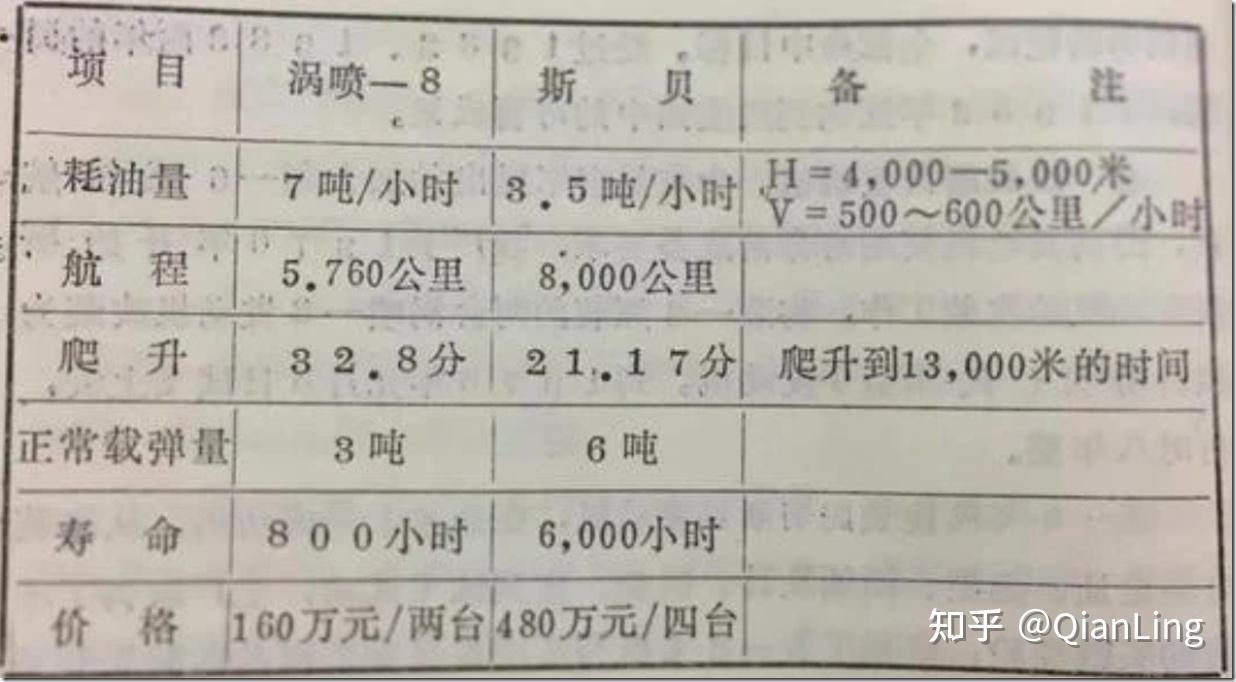 项 目 涡喷—8 斯 贝 备 注
耗油量 7吨/小时 3.5吨/小时 H=4,000—5,000米
V=500～600公里／小时
航 程 5.760公里 8,000公里
爬 升 32.8分 21.17分 爬升到13,000米的时间
正常载弹量 3吨 6吨
寿 命 800小时 6,000小时
价 格 160万元/两台 480万元/四台
知乎 @QianLing